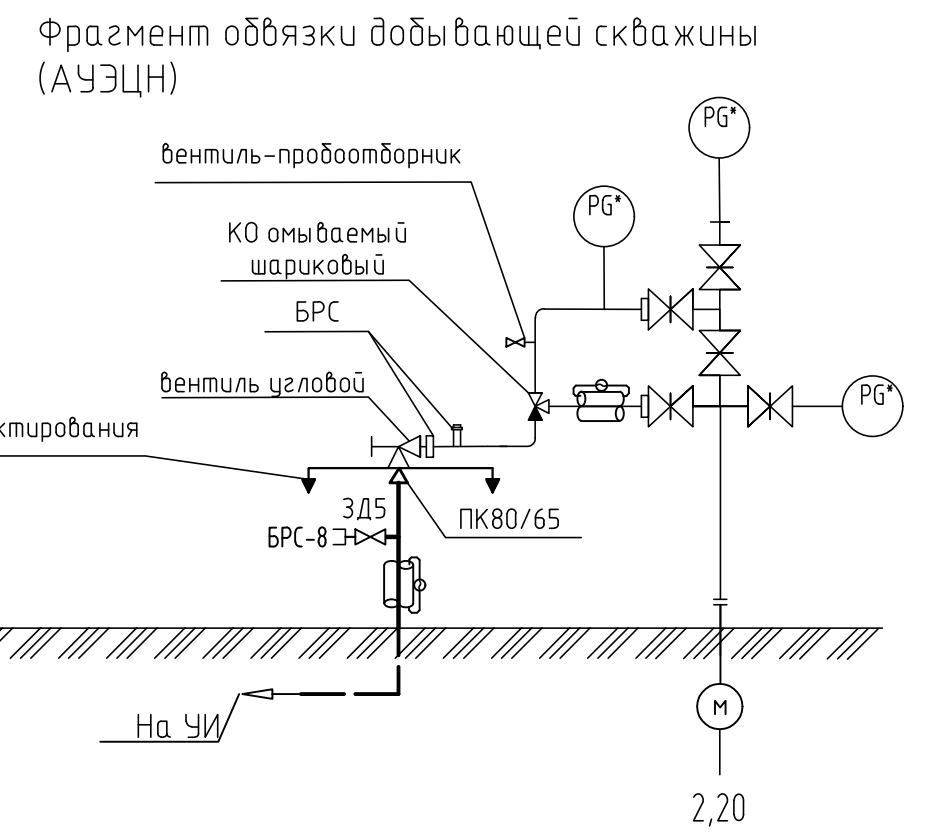 Фрагмент обвязки добывающей скважины
(АУЭЦН)
PG*
вентиль-пробоотборник
PG*
КО омываемый
шариковый
БРС
вентиль угловой
PG*
ктирования
ЗД5
ПК80/65
БРС-8
М
На УИ
2,20